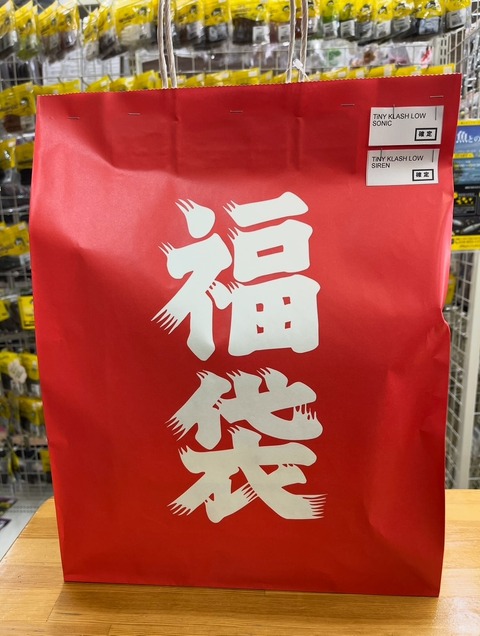 TINY KLASH LOW
SONIC
確定
TINY KLASH LOW
SIREN
確定
福
袋